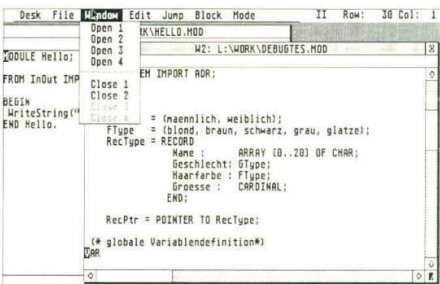 Desk File Window Edit Jump Block Mode II Row: 30 Col: 1
Open 1
Open 2
Open 3
Open 4
Close 1
Close 2
Close 3
Close 4
RK\HELLO.MOD
W2: L:\WORK\DEBUGTES.MOD
MODULE Hello;
FROM InOut IMP
BEGIN
WriteString("
END Hello.
EM IMPORT ADR;
= (maennlich, weiblich);
FType = (blond, braun, schwarz, grau, glatze);
RecType = RECORD
Name : ARRAY [0..20] OF CHAR;
Geschlecht: GType;
Haarfarbe : FType;
Groesse : CARDINAL;
END;
RecPtr = POINTER TO RecType;
(* globale Variablendefinition*)
VAR